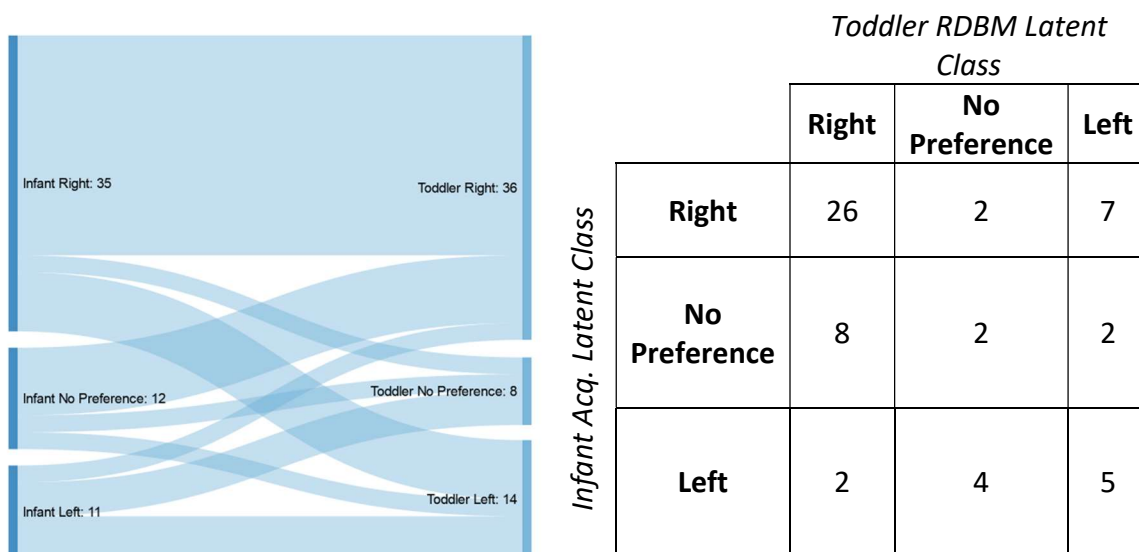 Infant Right: 35
Toddler Right: 36
Infant No Preference: 12
Toddler No Preference: 8
Infant Left: 11
Toddler Left: 14
Toddler RDBM Latent
Class
Right No Preference Left
Infant Acq. Latent Class
Right 26 2 7
No Preference 8 2 2
Left 2 4 5